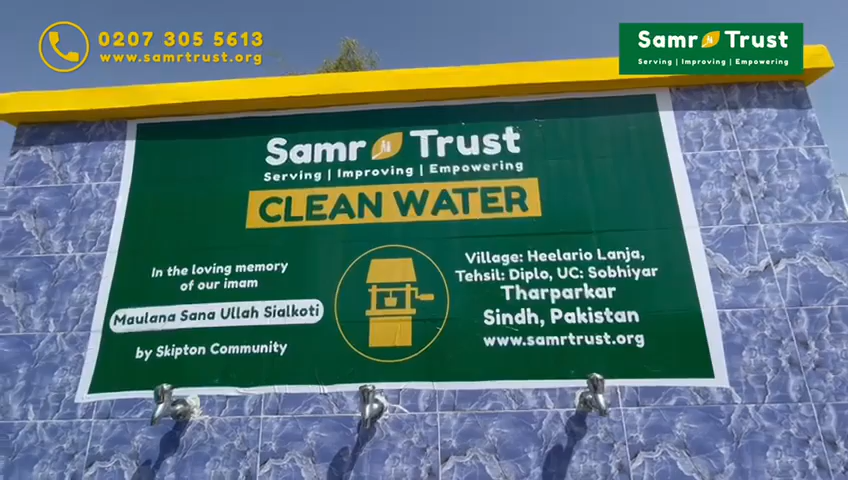 0207 305 5613
www.samrtrust.org
Samr Trust
Serving | Improving | Empowering
Samr Trust
Serving | Improving | Empowering
CLEAN WATER
In the loving memory
of our imam
Maulana Sana Ullah Sialkoti
by Skipton Community
Village: Heelario Lanja,
Tehsil: Diplo, UC: Sobhiyar
Tharparkar
Sindh, Pakistan
www.samrtrust.org